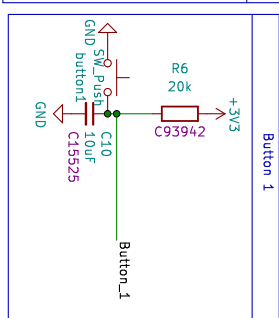 GND
SW_Push
button1
R6
20k
C93942
+3V3
GND
C10
10uF
C15525
Button_1
Button 1